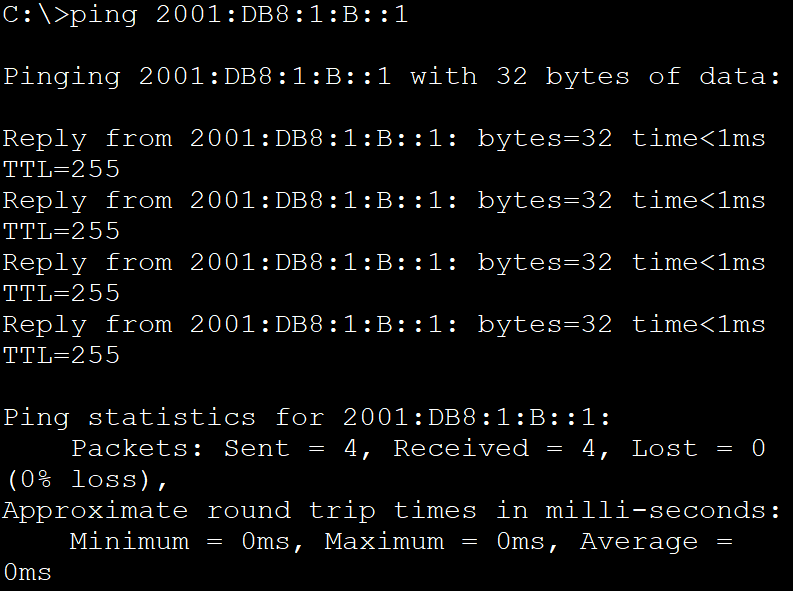 C:\>ping 2001:DB8:1:B::1
Pinging 2001:DB8:1:B::1 with 32 bytes of data:
Reply from 2001:DB8:1:B::1: bytes=32 time<1ms
TTL=255
Reply from 2001:DB8:1:B::1: bytes=32 time<1ms
TTL=255
Reply from 2001:DB8:1:B::1: bytes=32 time<1ms
TTL=255
Reply from 2001:DB8:1:B::1: bytes=32 time<1ms
TTL=255
Ping statistics for 2001:DB8:1:B::1:
    Packets: Sent = 4, Received = 4, Lost = 0
(0% loss),
Approximate round trip times in milli-seconds:
    Minimum = 0ms, Maximum = 0ms, Average =
0ms